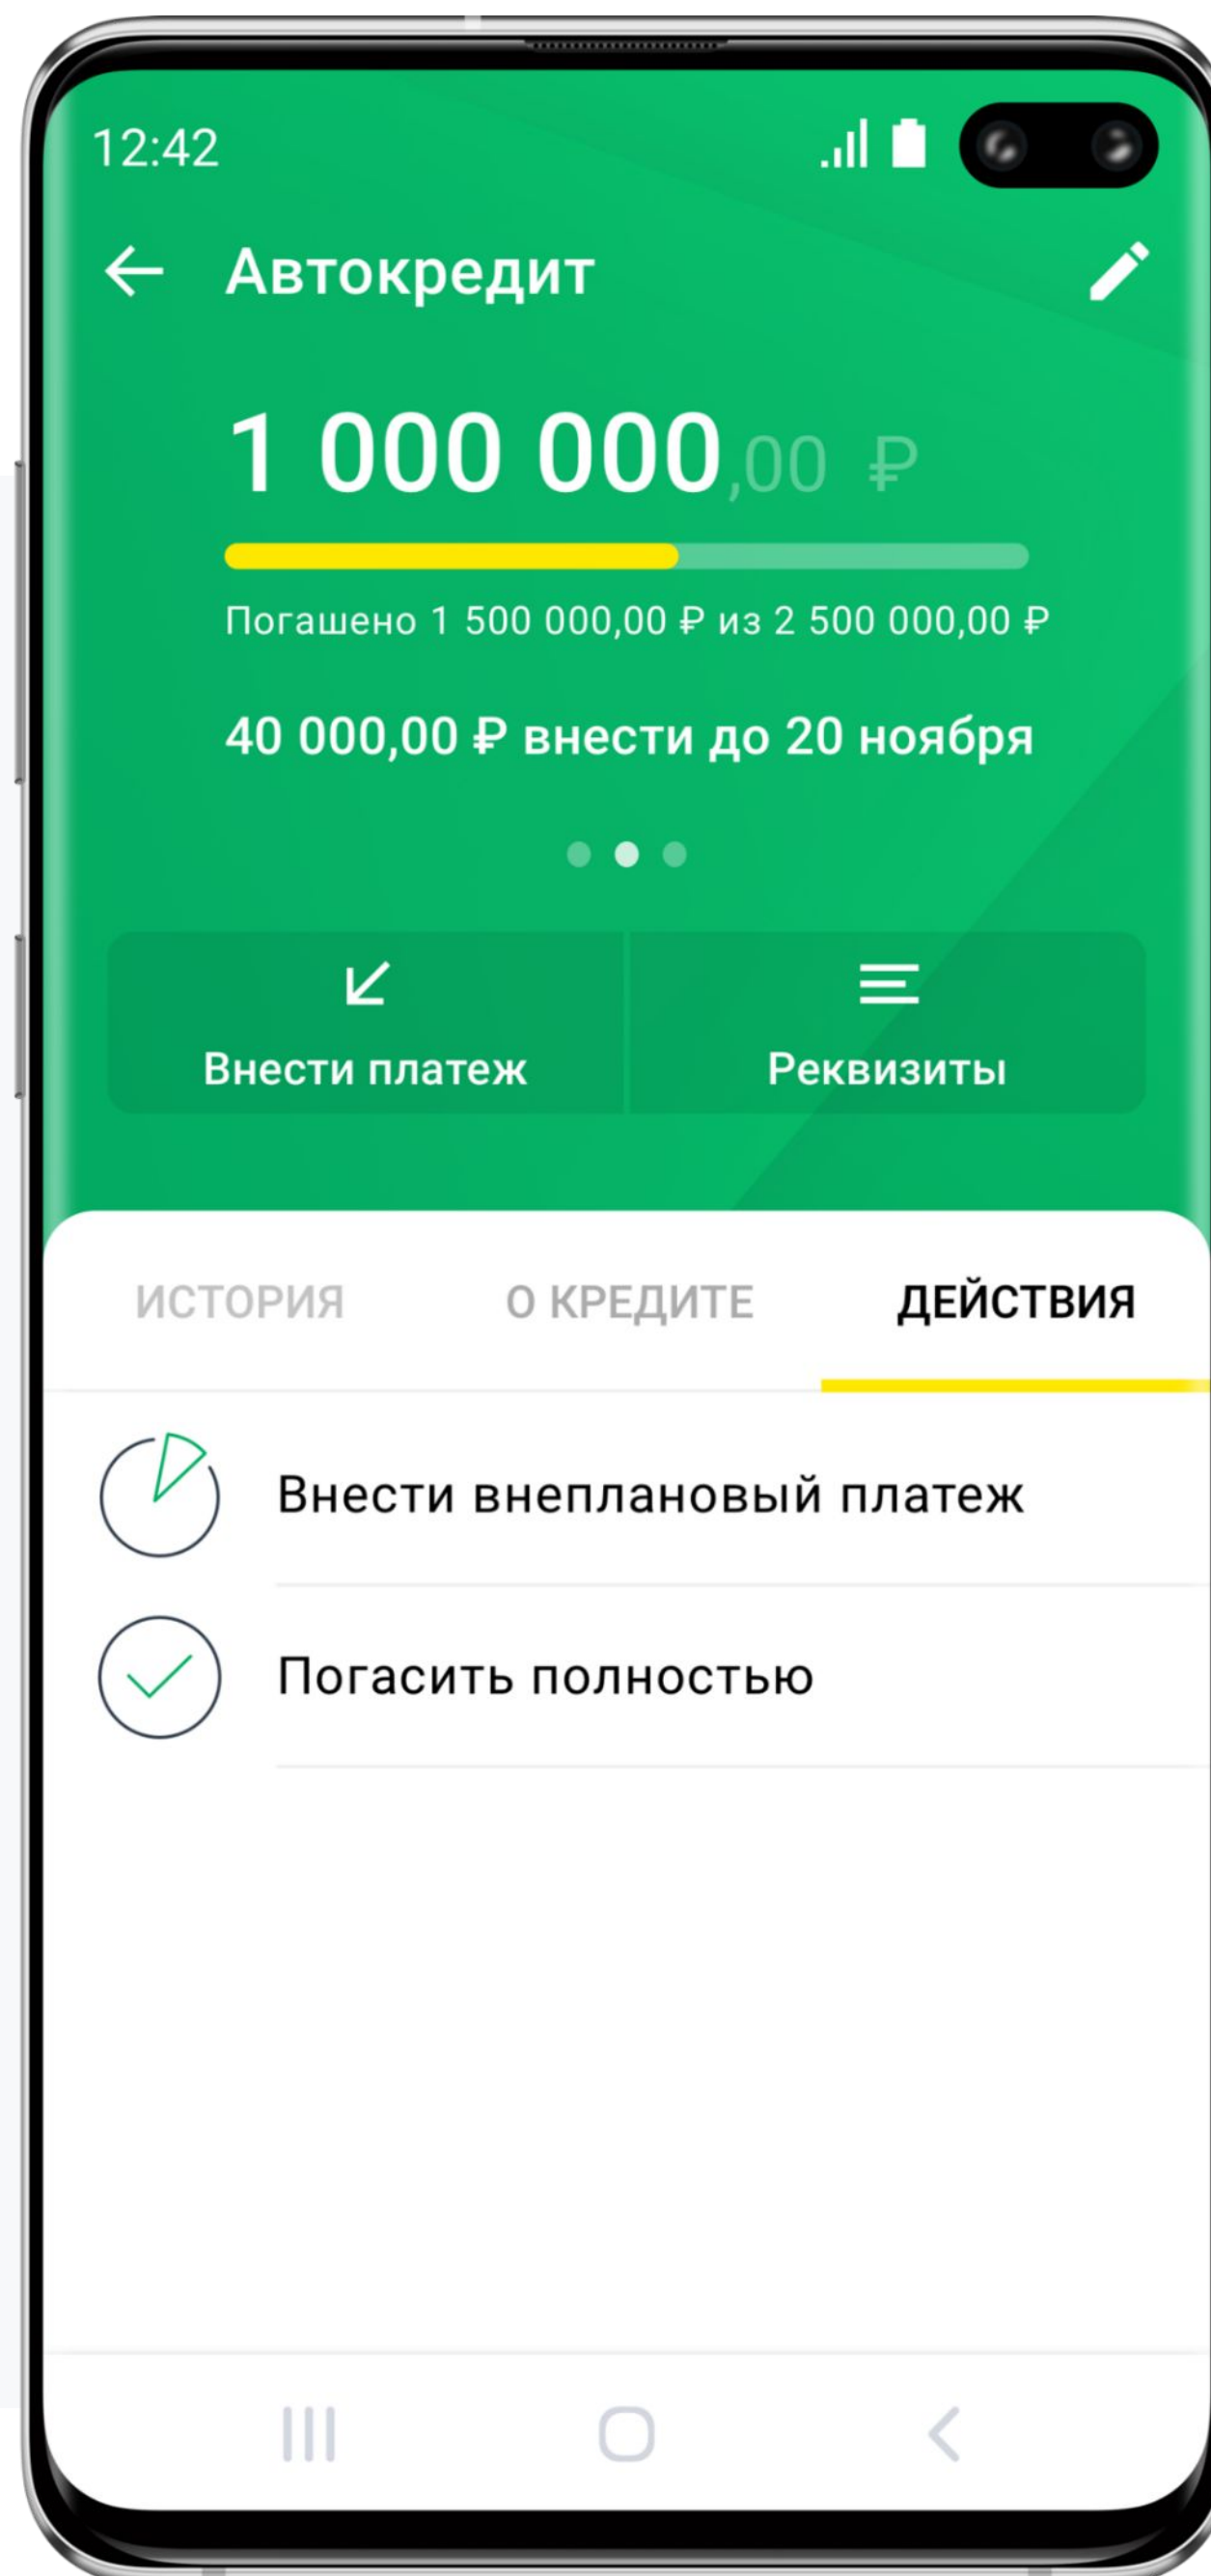 12:42
Автокредит
1 000 000,00 ₽
Погашено 1 500 000,00 ₽ из 2 500 000,00 ₽
40 000,00 ₽ внести до 20 ноября
Внести платеж
Реквизиты
ИСТОРИЯ
О КРЕДИТЕ
ДЕЙСТВИЯ
Внести внеплановый платеж
Погасить полностью